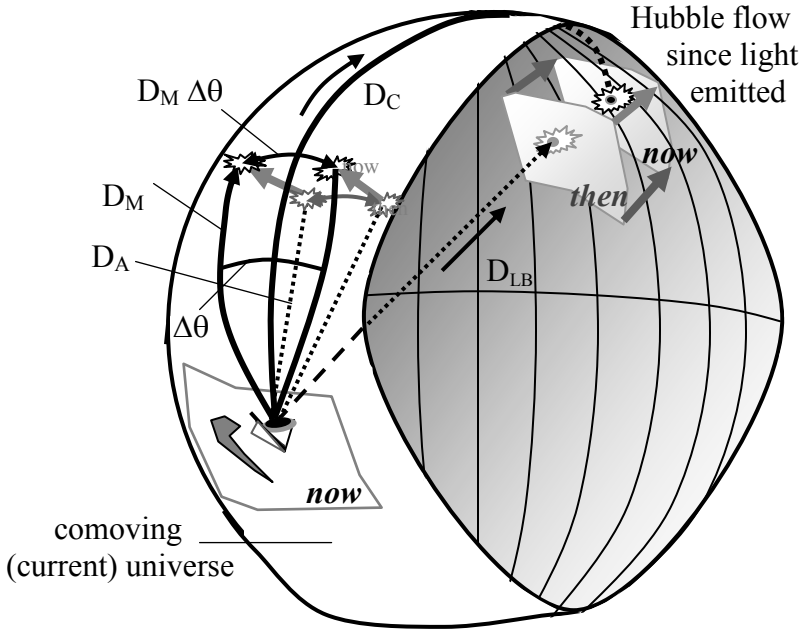 Hubble flow
since light
emitted
D_C
D_M Δθ
now
now
then
then
D_M
D_A
D_LB
Δθ
now
comoving
(current) universe